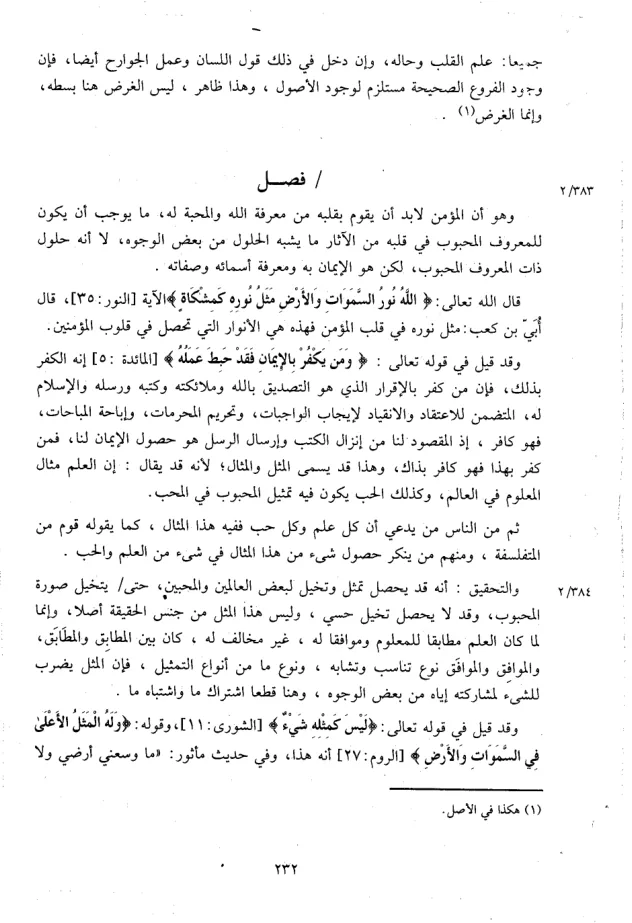 جميعا: علم القلب وحاله، وإن دخل في ذلك قول اللسان وعمل الجوارح أيضا، فإن
وجود الفروع الصحيحة مستلزم لوجود الأصول ، وهذا ظاهر ، ليس الغرض هنا بسطه،
وإنما الغرض(١) .
٢/٣٨٣
/ فصــل
وهو أن المؤمن لابد أن يقوم بقلبه من معرفة الله والمحبة له، ما يوجب أن يكون
للمعروف المحبوب في قلبه من الآثار ما يشبه الحلول من بعض الوجوه، لا أنه حلول
ذات المعروف المحبوب، لكن هو الإيمان به ومعرفة أسمائه وصفاته .
قال الله تعالى: ﴿ اللَّهُ نُورُ السَّمَوَاتِ وَالأَرْضِ مَثَلُ نُورِهِ كَمِشْكَاةٍ ﴾الآية [النور:٣٥]، قال
أُبَيّ بن كعب: مثل نوره في قلب المؤمن فهذه هي الأنوار التي تحصل في قلوب المؤمنين.
وقد قيل في قوله تعالى : ﴿ وَمَن يَكْفُرْ بِالإِيمَانِ فَقَدْ حَبِطَ عَمَلُهُ ﴾ [المائدة :٥] إنه الكفر
بذلك، فإن من كفر بالإقرار الذي هو التصديق بالله وملائكته وكتبه ورسله والإسلام
له، المتضمن للاعتقاد والانقياد لإيجاب الواجبات، وتحريم المحرمات، وإباحة المباحات،
فهو كافر ، إذ المقصود لنا من إنزال الكتب وإرسال الرسل هو حصول الإيمان لنا، فمن
كفر بهذا فهو كافر بذاك، وهذا قد يسمى المثل والمثال؛ لأنه قد يقال : إن العلم مثال
المعلوم في العالم، وكذلك الحب يكون فيه تمثيل المحبوب في المحب.
ثم من الناس من يدعي أن كل علم وكل حب ففيه هذا المثال ، كما يقوله قوم من
المتفلسفة ، ومنهم من ينكر حصول شىء من هذا المثال في شىء من العلم والحب .
والتحقيق : أنه قد يحصل تمثل وتخيل لبعض العالمين والمحبين، حتى/ يتخيل صورة
٢/٣٨٤
المحبوب، وقد لا يحصل تخيل حسي ، وليس هذا المثل من جنس الحقيقة أصلا، وإنما
لما كان العلم مطابقا للمعلوم وموافقا له ، غير مخالف له ، كان بين المطابِق والمطابَق،
والموافِق والموافَق نوع تناسب وتشابه ، ونوع ما من أنواع التمثيل ، فإن المثل يضرب
للشىء لمشاركته إياه من بعض الوجوه ، وهنا قطعا اشتراك ما واشتباه ما .
وقد قيل في قوله تعالى: ﴿لَيْسَ كَمِثْلِهِ شَيْءٌ ﴾ [الشورى:١١]،وقوله: ﴿وَلَهُ الْمَثَلُ الأَعْلَىٰ
فِي السَّمَوَاتِ وَالأَرْضِ ﴾ [الروم:٢٧] أنه هذا، وفي حديث مأثور: «ما وسعني أرضي ولا
(١) هكذا في الأصل.
٢٣٢